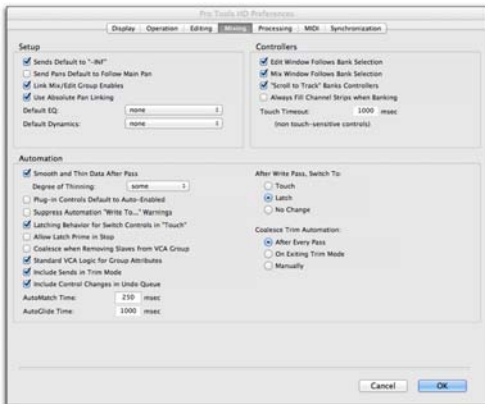 Pro Tools HD Preferences
Display Operation Editing Mixing Processing MIDI Synchronization
Setup
Sends Default to "-INF"
Send Pans Default to Follow Main Pan
Link Mix/Edit Group Enables
Use Absolute Pan Linking
Default EQ: none
Default Dynamics: none
Controllers
Edit Window Follows Bank Selection
Mix Window Follows Bank Selection
"Scroll to Track" Banks Controllers
Always Fill Channel Strips when Banking
Touch Timeout: 1000 msec
(non touch-sensitive controls)
Automation
Smooth and Thin Data After Pass
Degree of Thinning: some
Plug-in Controls Default to Auto-Enabled
Suppress Automation "Write To..." Warnings
Latching Behavior for Switch Controls in "Touch"
Allow Latch Prime in Stop
Coalesce when Removing Slaves from VCA Group
Standard VCA Logic for Group Attributes
Include Sends in Trim Mode
Include Control Changes in Undo Queue
AutoMatch Time: 250 msec
AutoGlide Time: 1000 msec
After Write Pass, Switch To:
Touch
Latch
No Change
Coalesce Trim Automation:
After Every Pass
On Exiting Trim Mode
Manually
Cancel OK